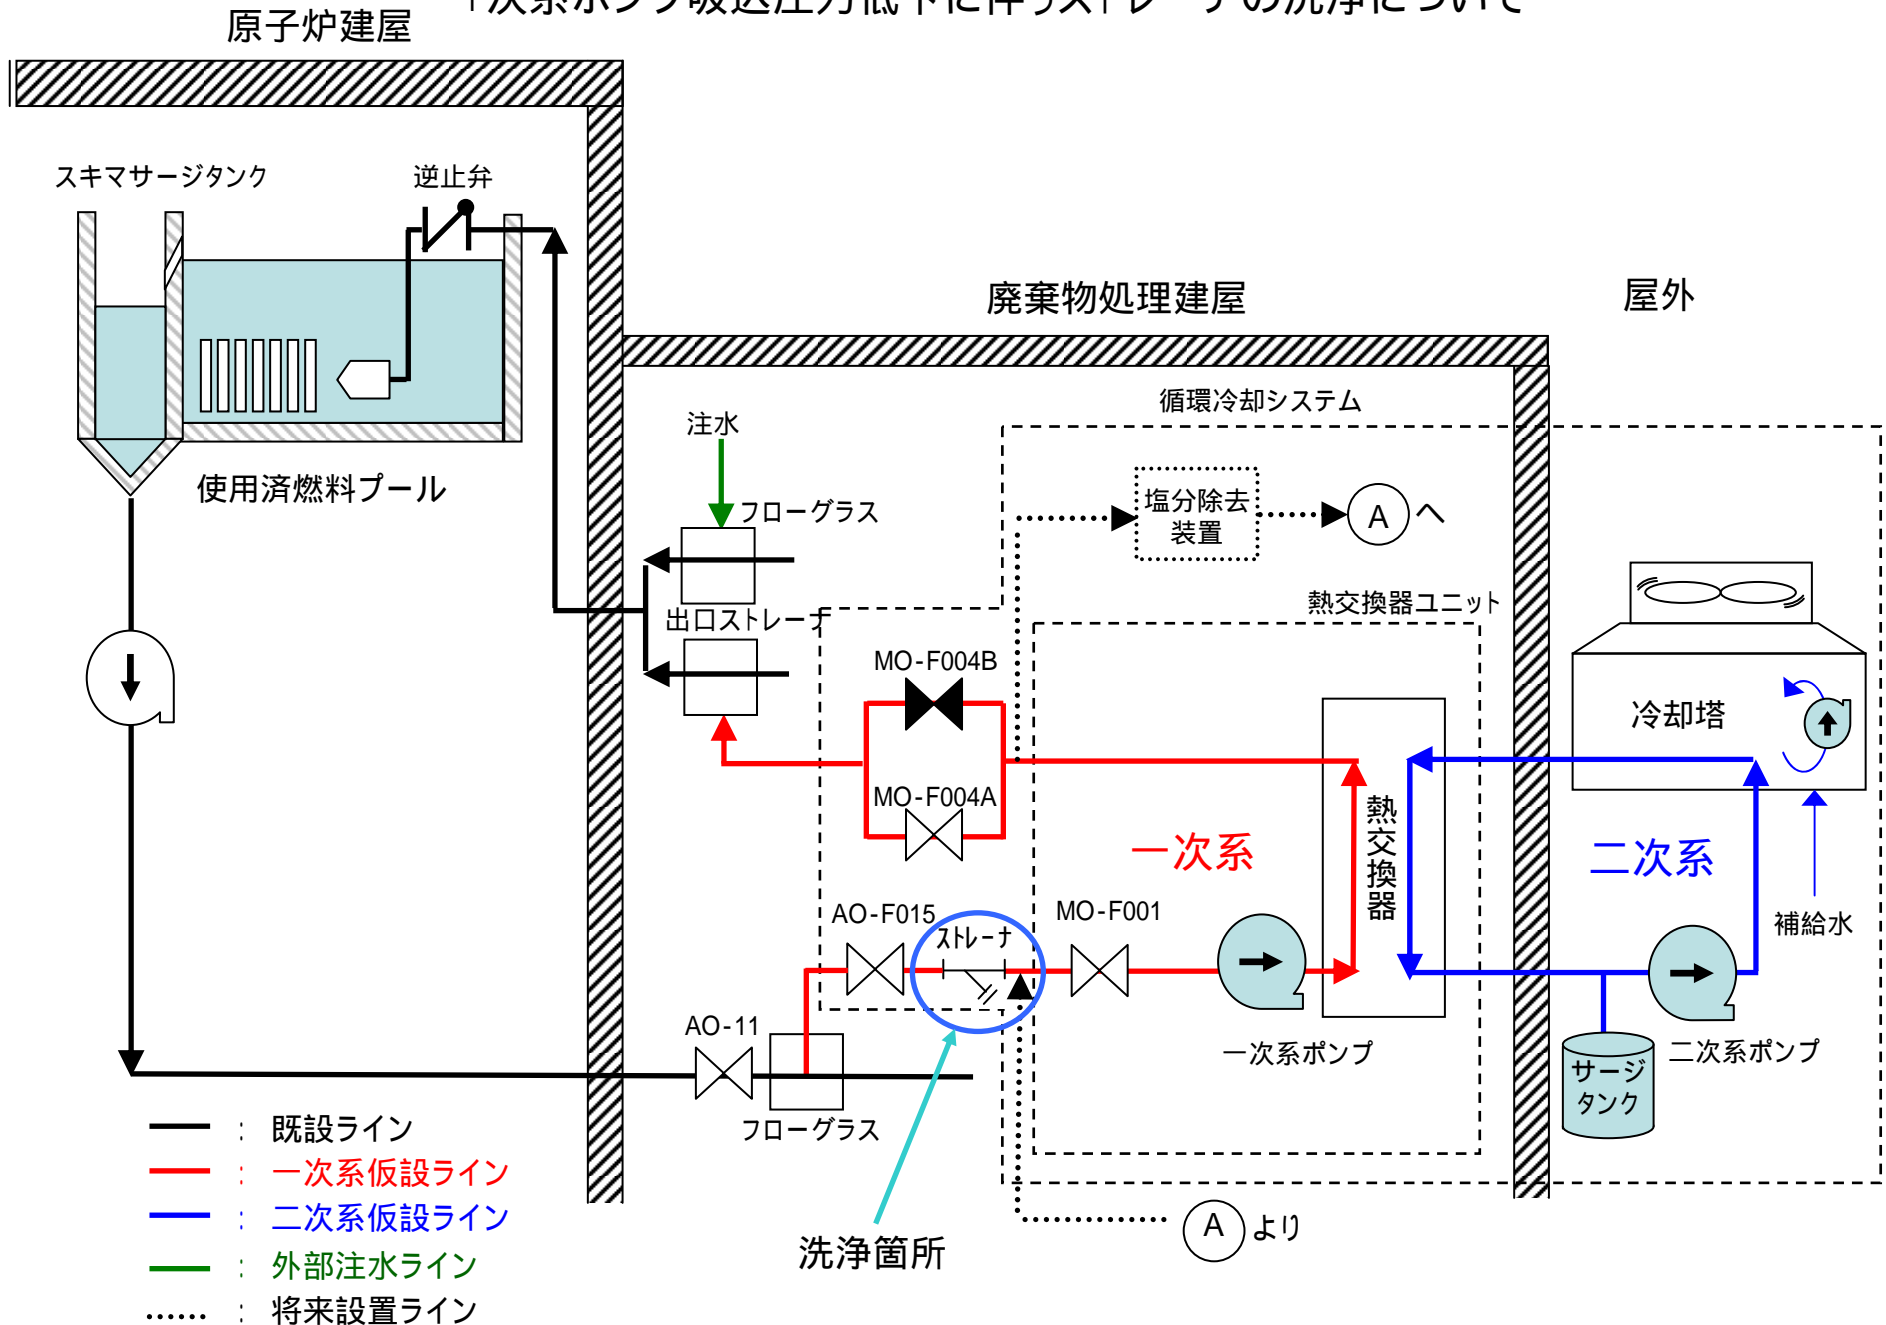 原子炉建屋
スキマサージタンク
逆止弁
使用済燃料プール
廃棄物処理建屋
屋外
循環冷却システム
注水
フローグラス
塩分除去
装置
A へ
出口ストレーナ
熱交換器ユニット
MO-F004B
冷却塔
MO-F004A
熱交換器
一次系
二次系
AO-F015
ストレーナ
MO-F001
補給水
AO-11
一次系ポンプ
二次系ポンプ
サージ
タンク
フローグラス
洗浄箇所
A より
: 既設ライン
: 一次系仮設ライン
: 二次系仮設ライン
: 外部注水ライン
: 将来設置ライン